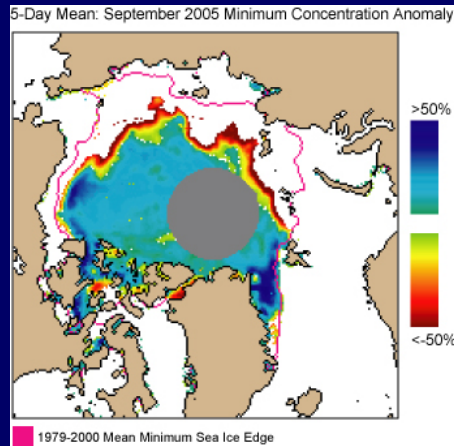 5-Day Mean: September 2005 Minimum Concentration Anomaly
>50%
<-50%
1979-2000 Mean Minimum Sea Ice Edge